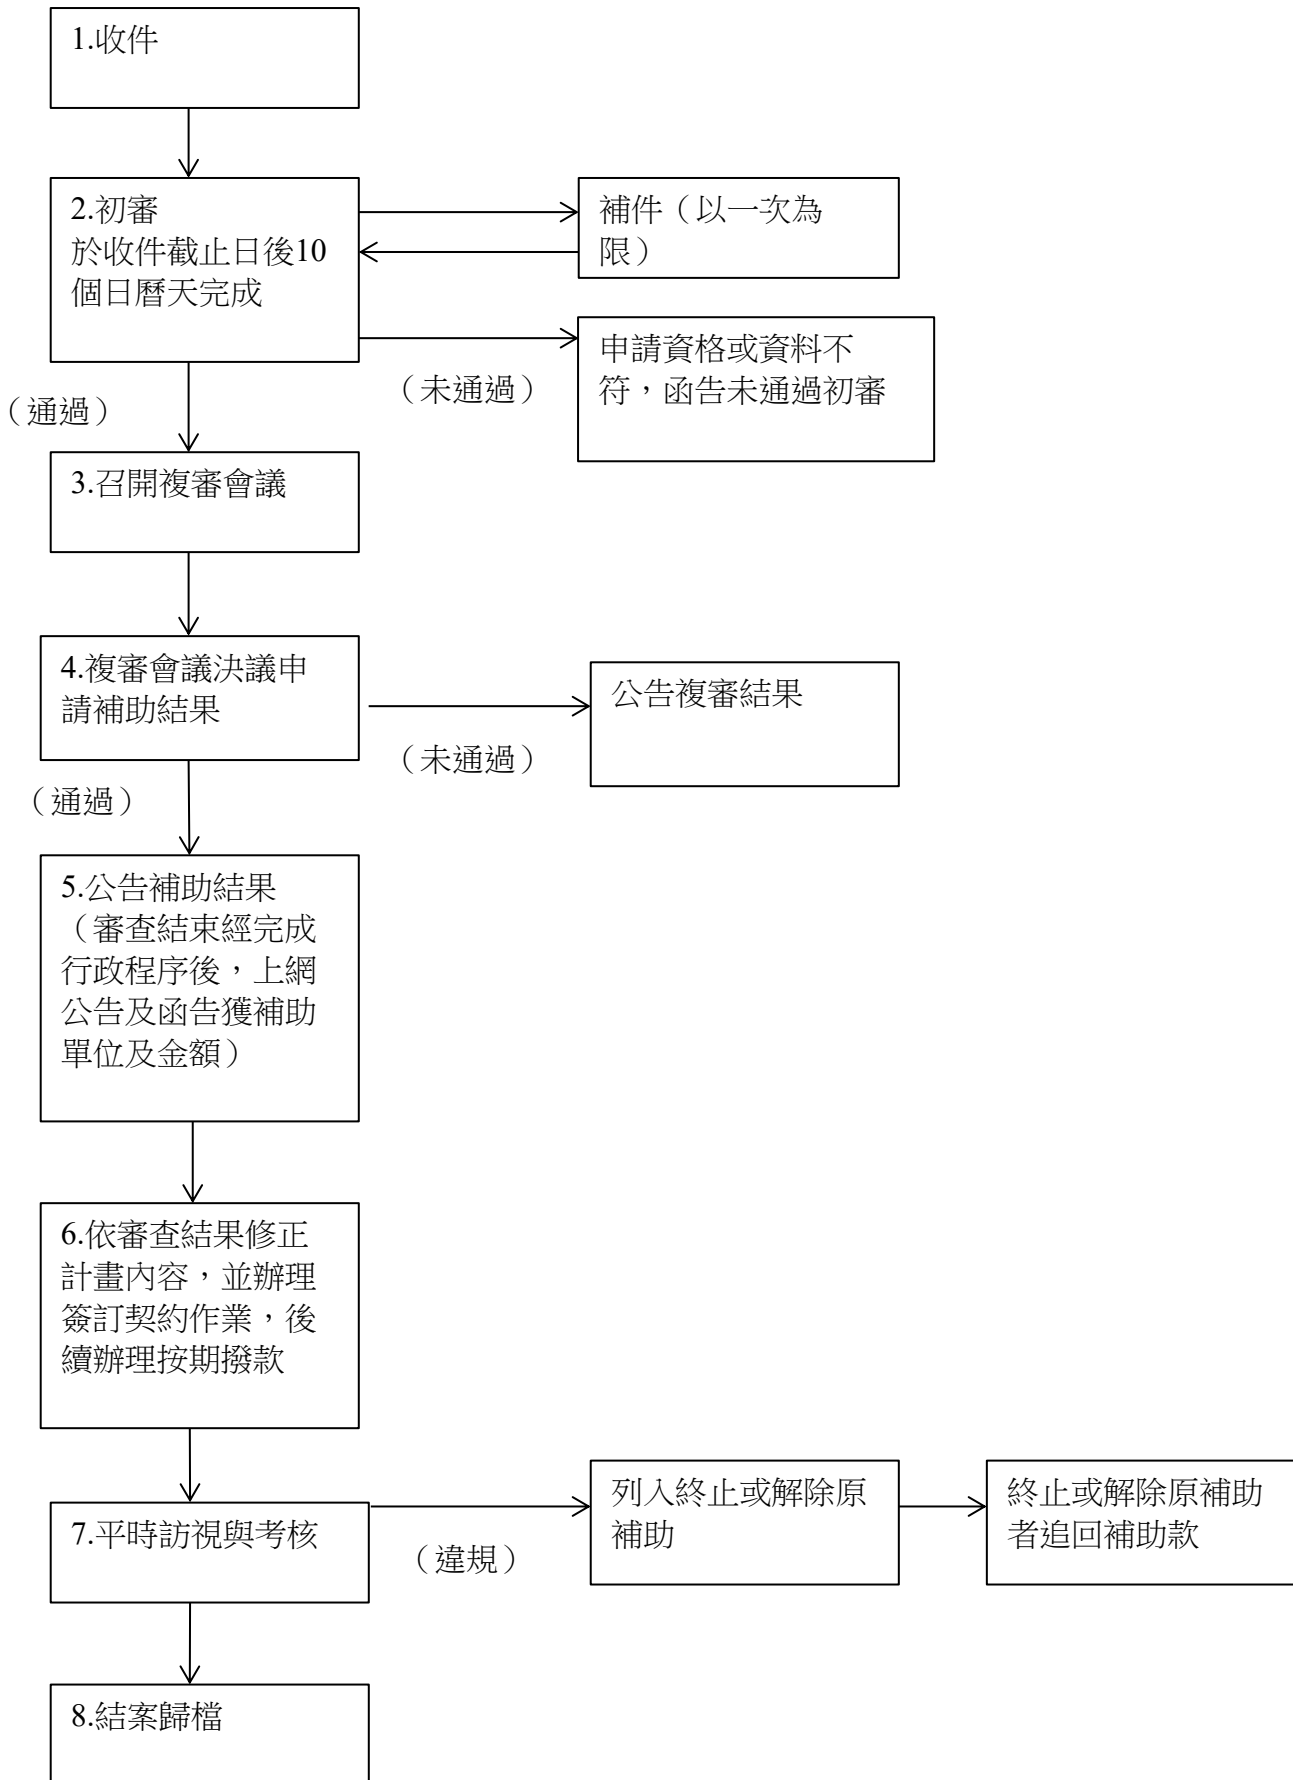 1.收件
2.初審
於收件截止日後10
個日曆天完成
補件（以一次為
限）
（未通過）
申請資格或資料不
符，函告未通過初審
（通過）
3.召開複審會議
4.複審會議決議申
請補助結果
（未通過）
公告複審結果
（通過）
5.公告補助結果
（審查結束經完成
行政程序後，上網
公告及函告獲補助
單位及金額）
6.依審查結果修正
計畫內容，並辦理
簽訂契約作業，後
續辦理按期撥款
7.平時訪視與考核
（違規）
列入終止或解除原
補助
終止或解除原補助
者追回補助款
8.結案歸檔